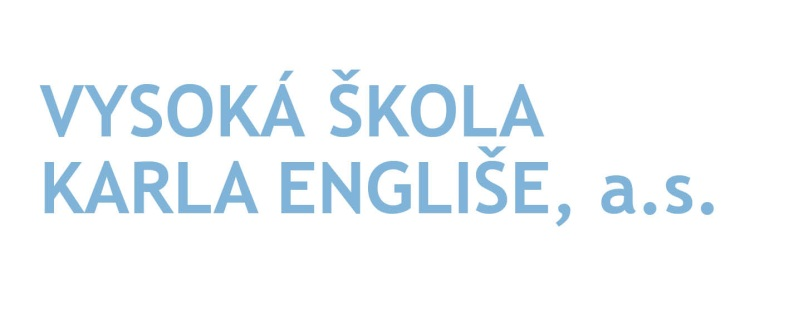 VYSOKÁ ŠKOLA
KARLA ENGLIŠE, a.s.